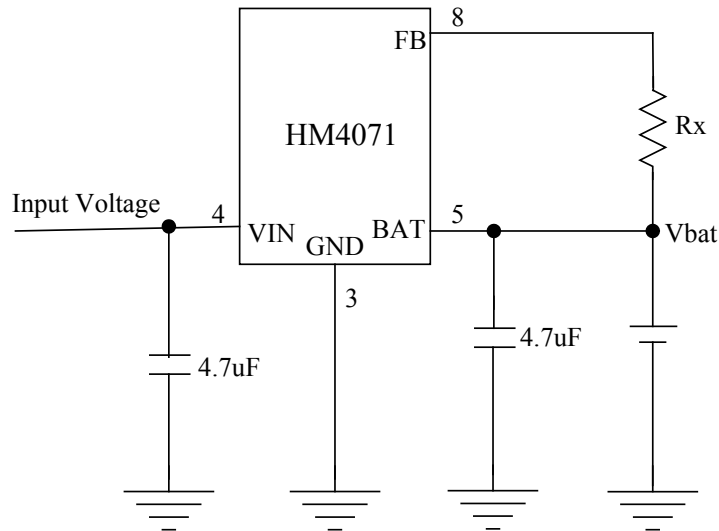 8
FB
HM4071
Rx
Input Voltage
4
VIN
GND
BAT
5
Vbat
3
4.7uF
4.7uF